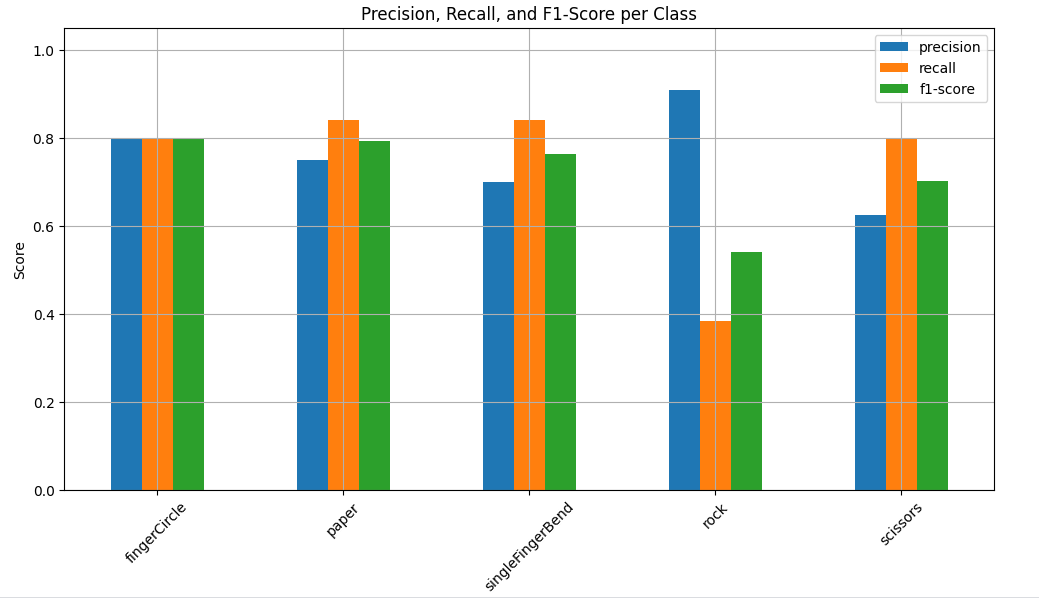 Precision, Recall, and F1-Score per Class
precision
recall
f1-score
Score
1.0
0.8
0.6
0.4
0.2
0.0
fingerCircle
paper
singleFingerBend
rock
scissors